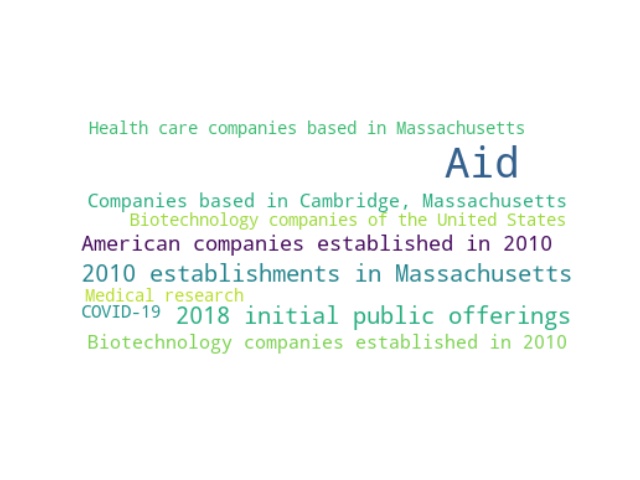 Health care companies based in Massachusetts
Aid
Companies based in Cambridge, Massachusetts
Biotechnology companies of the United States
American companies established in 2010
2010 establishments in Massachusetts
Medical research
COVID-19 2018 initial public offerings
Biotechnology companies established in 2010